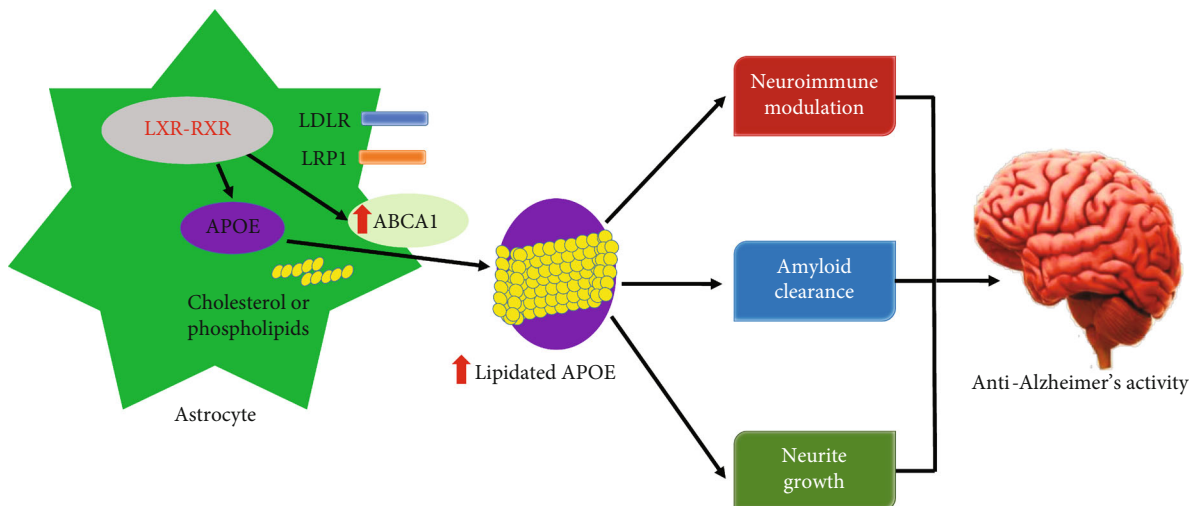 LXR-RXR
LDLR
LRP1
APOE
ABCA1
Cholesterol or
phospholipids
Astrocyte
Lipidated APOE
Neuroimmune
modulation
Amyloid
clearance
Neurite
growth
Anti-Alzheimer's activity